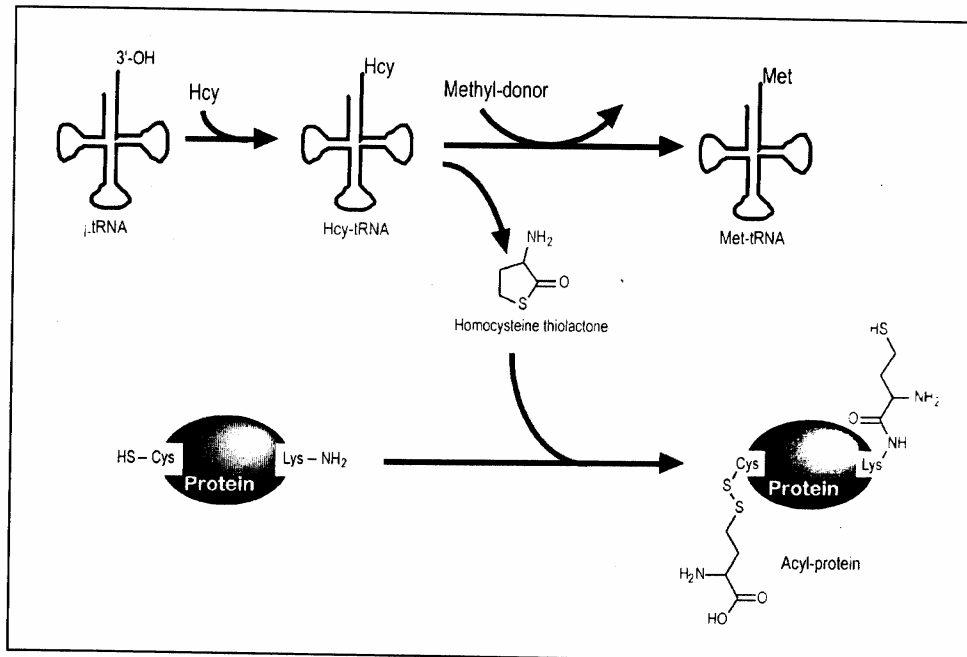 3'-OH
Hcy
Hcy
Methyl-donor
Met
i-tRNA
Hcy-tRNA
Met-tRNA
NH₂
O
S
Homocysteine thiolactone
HS
NH₂
O
NH
HS – Cys
Lys – NH₂
Protein
Cys
Lys
Protein
S
S
Acyl-protein
H₂N
O
HO